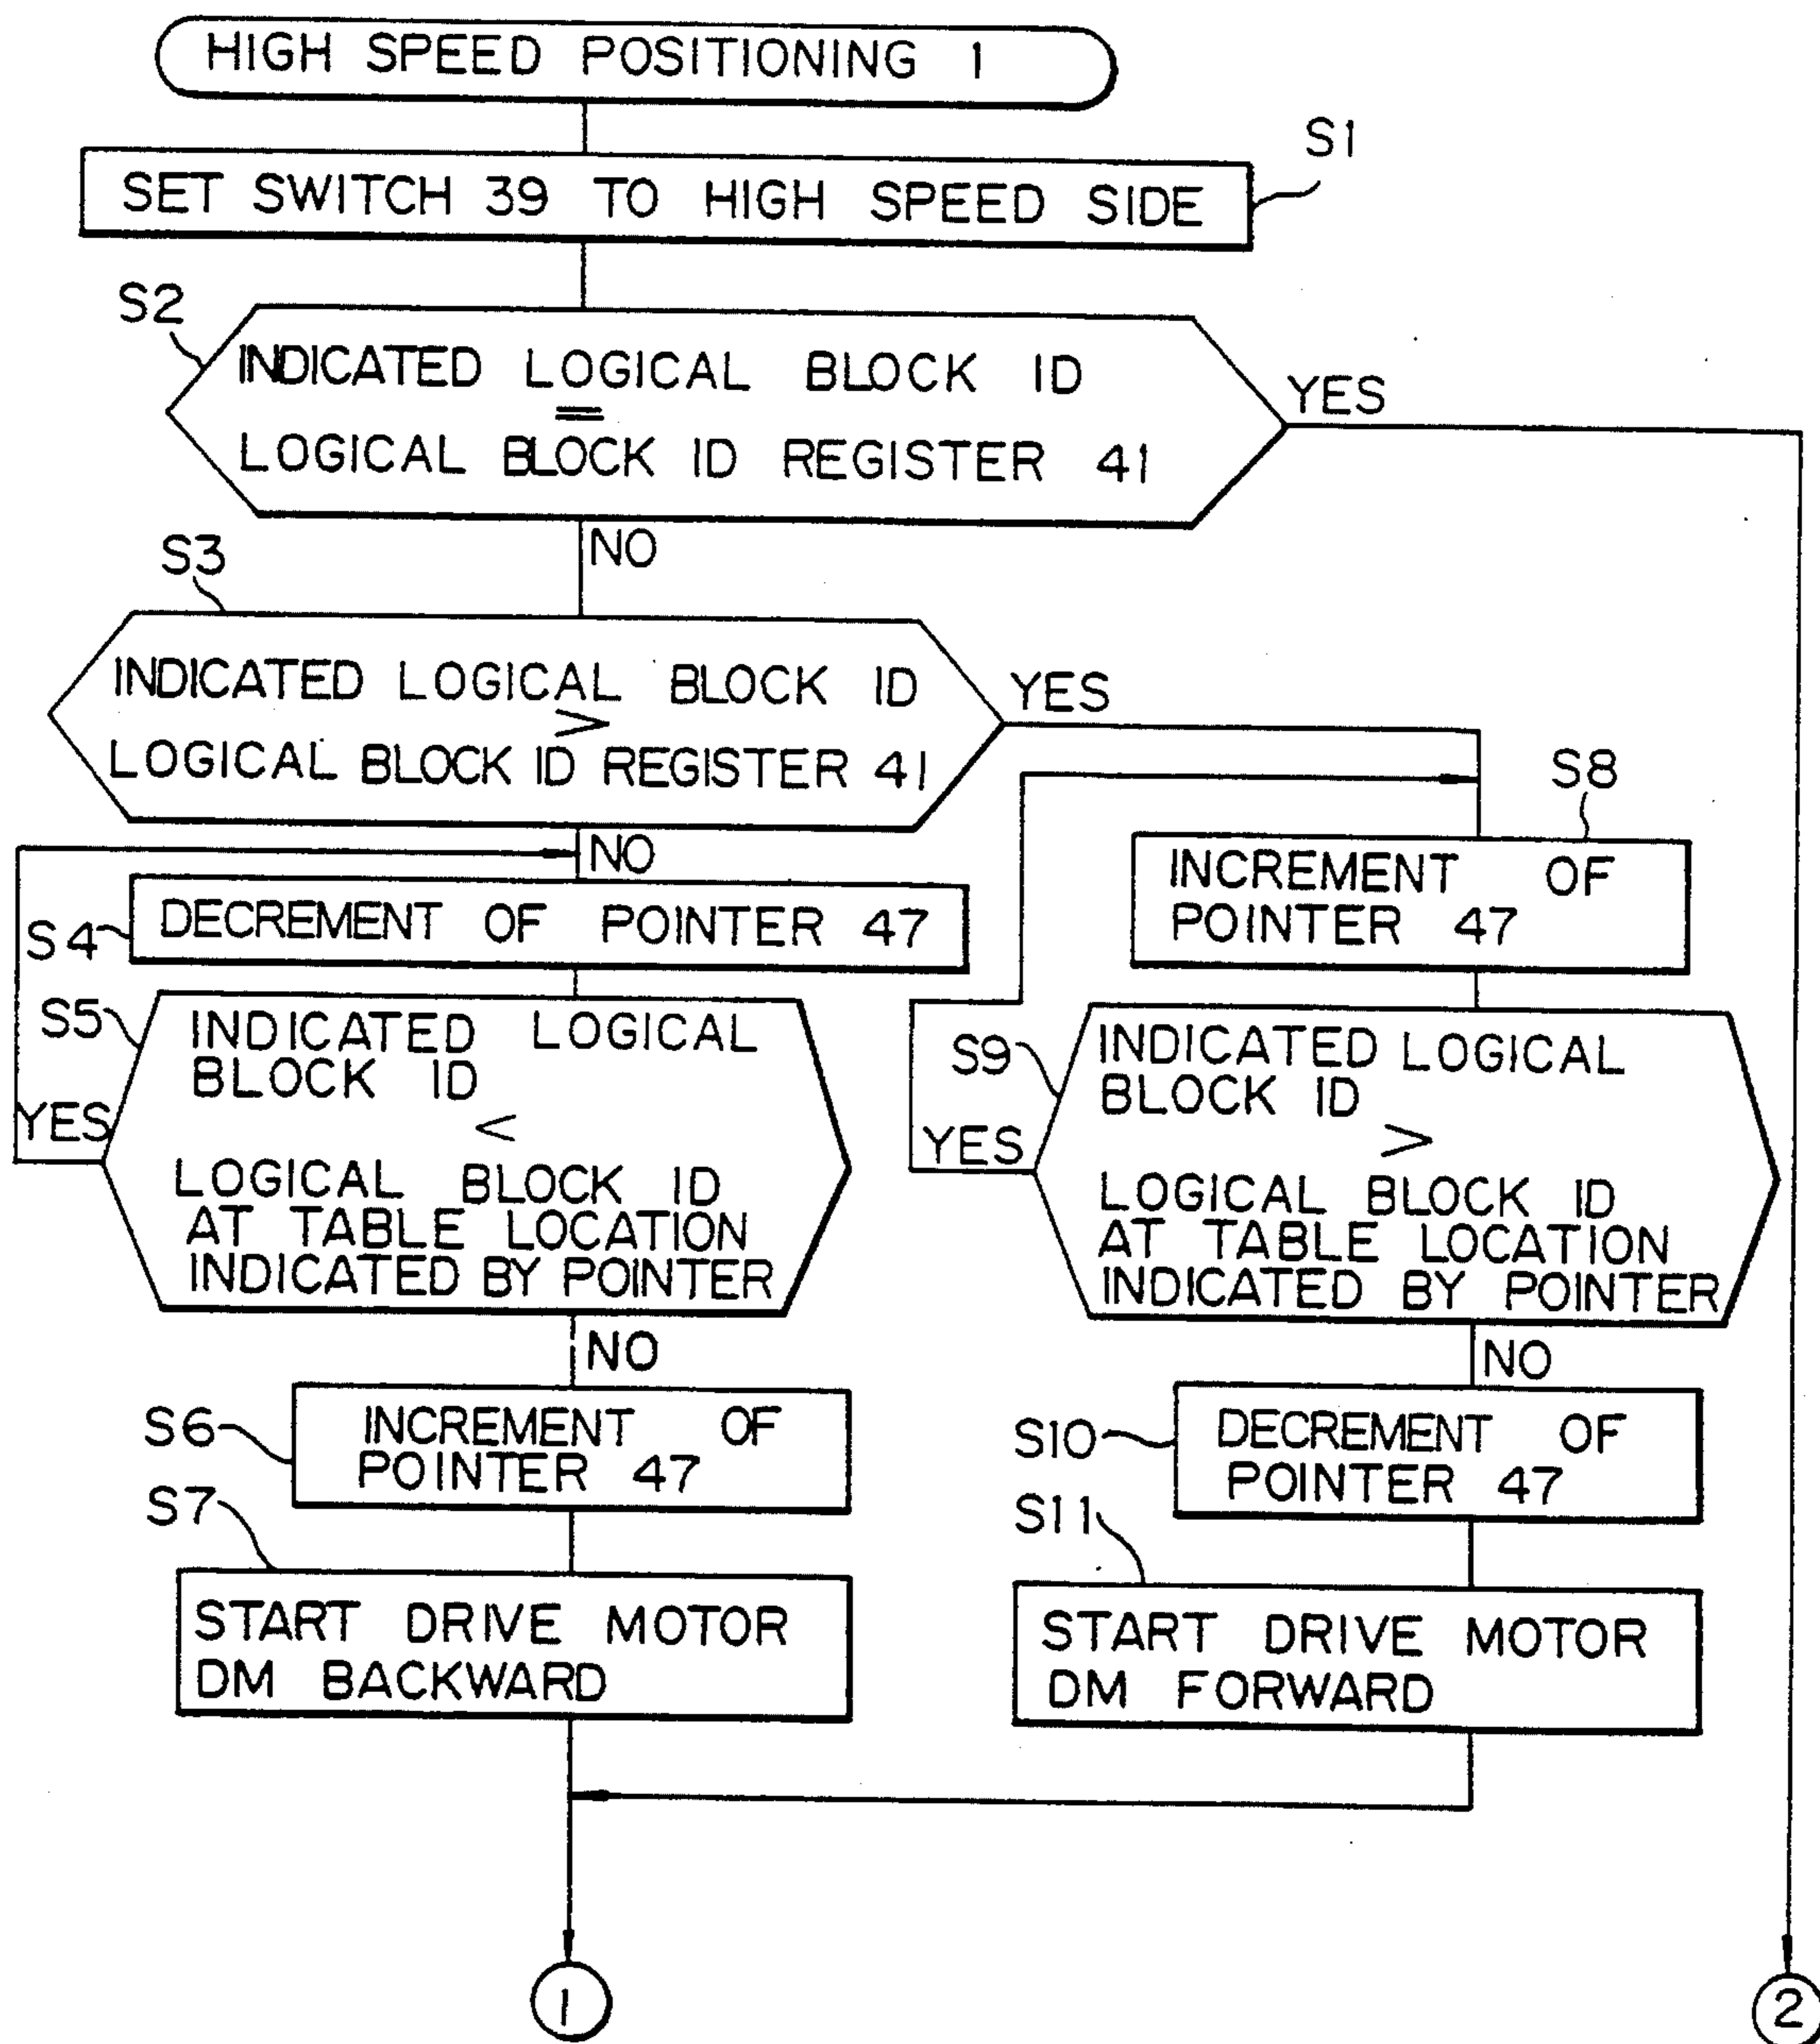 HIGH SPEED POSITIONING 1
S1
SET SWITCH 39 TO HIGH SPEED SIDE
S2
INDICATED LOGICAL BLOCK ID
=
LOGICAL BLOCK ID REGISTER 41
YES
NO
S3
INDICATED LOGICAL BLOCK ID
>
LOGICAL BLOCK ID REGISTER 41
YES
NO
S4
DECREMENT OF POINTER 47
S5
INDICATED LOGICAL
BLOCK ID
<
LOGICAL BLOCK ID
AT TABLE LOCATION
INDICATED BY POINTER
YES
NO
S6
INCREMENT OF
POINTER 47
S7
START DRIVE MOTOR
DM BACKWARD
S8
INCREMENT OF
POINTER 47
S9
INDICATED LOGICAL
BLOCK ID
>
LOGICAL BLOCK ID
AT TABLE LOCATION
INDICATED BY POINTER
YES
NO
S10
DECREMENT OF
POINTER 47
S11
START DRIVE MOTOR
DM FORWARD
1
2